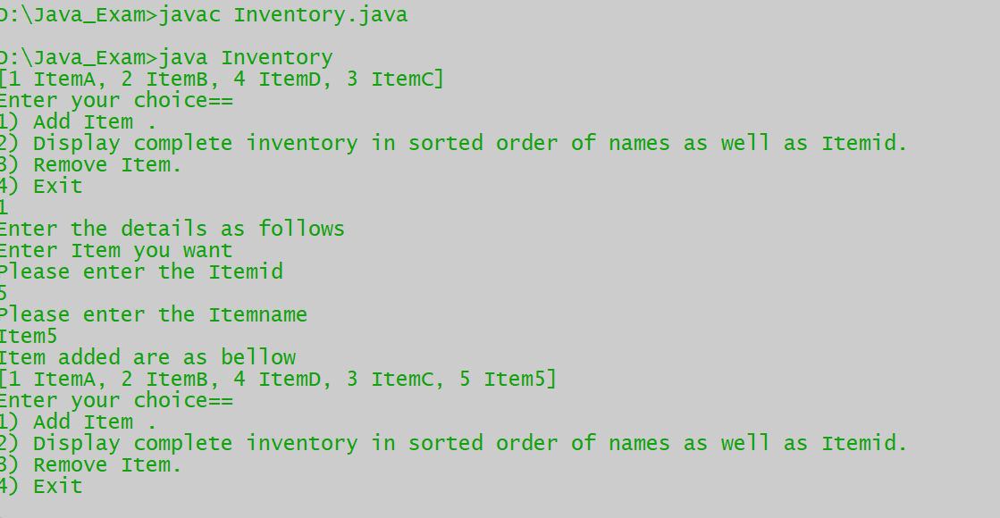 D:\Java_Exam>javac Inventory.java
D:\Java_Exam>java Inventory
[1 ItemA, 2 ItemB, 4 ItemD, 3 ItemC]
Enter your choice==
1) Add Item .
2) Display complete inventory in sorted order of names as well as Itemid.
3) Remove Item.
4) Exit
1
Enter the details as follows
Enter Item you want
Please enter the Itemid
5
Please enter the Itemname
Item5
Item added are as bellow
[1 ItemA, 2 ItemB, 4 ItemD, 3 ItemC, 5 Item5]
Enter your choice==
1) Add Item .
2) Display complete inventory in sorted order of names as well as Itemid.
3) Remove Item.
4) Exit